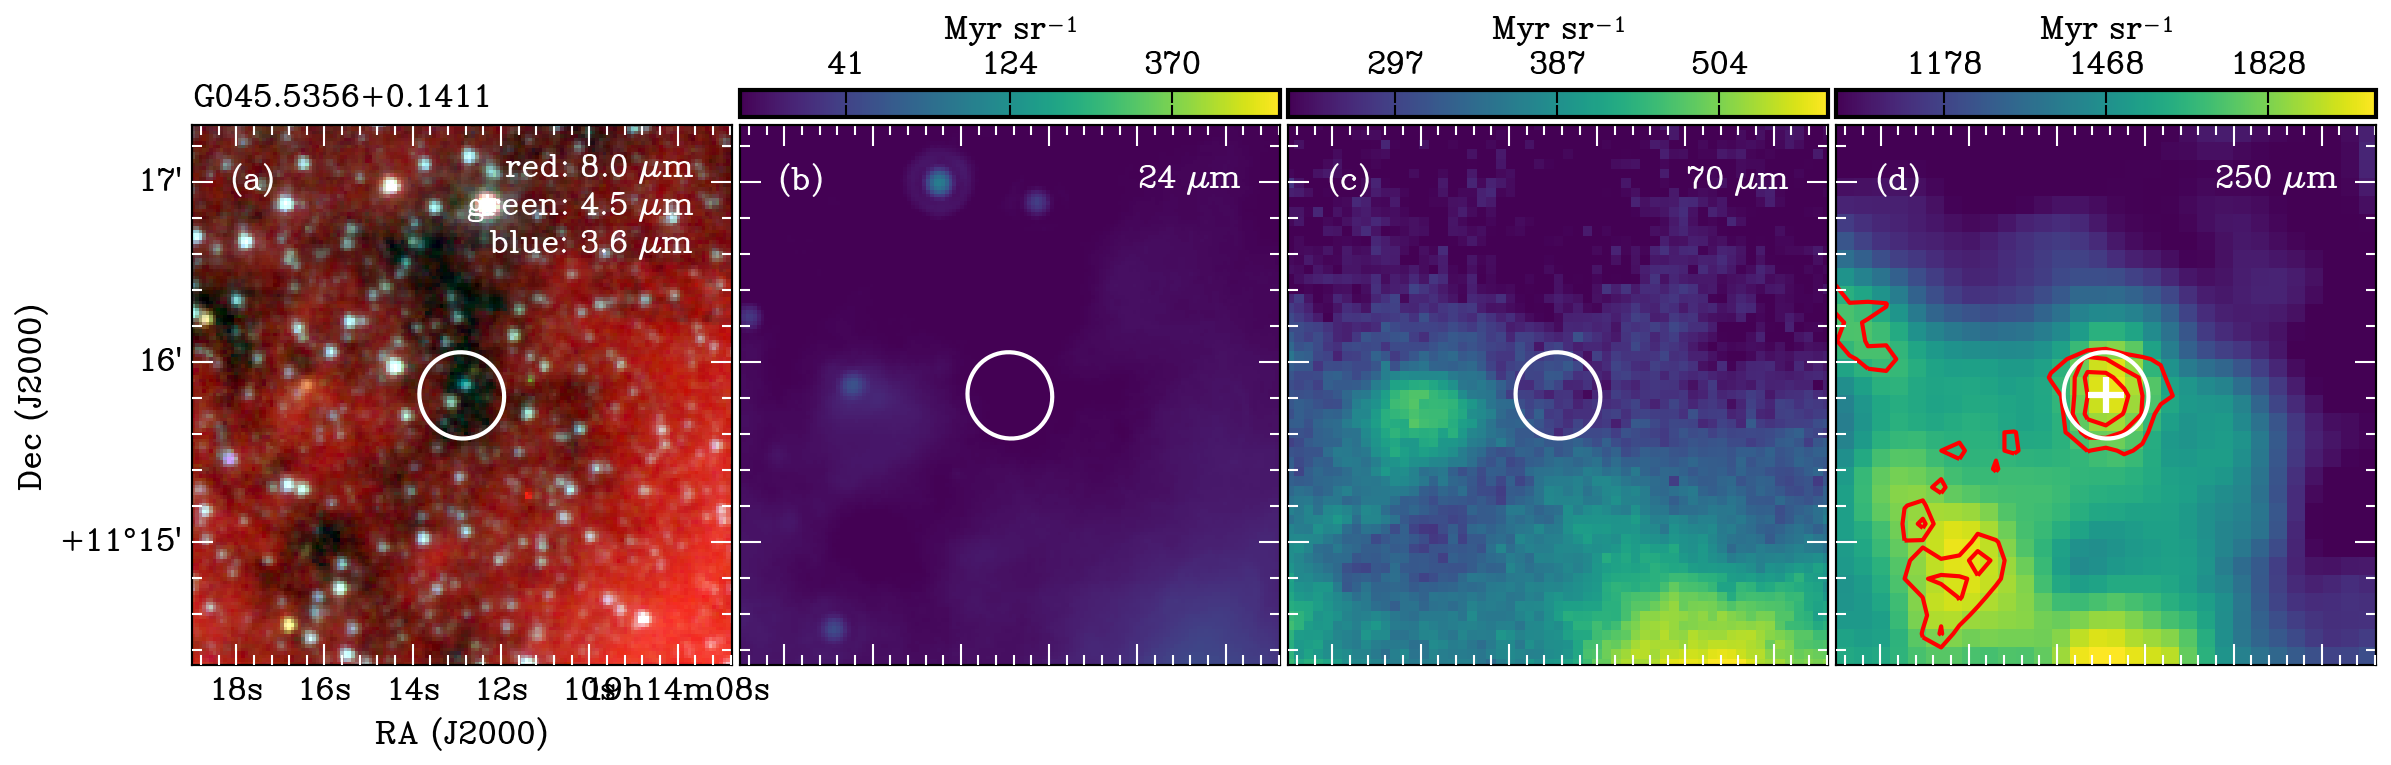 Myr sr⁻¹ Myr sr⁻¹ Myr sr⁻¹
41 124 370 297 387 504 1178 1468 1828
G045.5356+0.1411
(a) red: 8.0 μm
green: 4.5 μm
blue: 3.6 μm
(b) 24 μm
(c) 70 μm
(d) 250 μm
17'
16'
+11°15'
Dec (J2000)
18s 16s 14s 12s 10s 19h14m08s
RA (J2000)